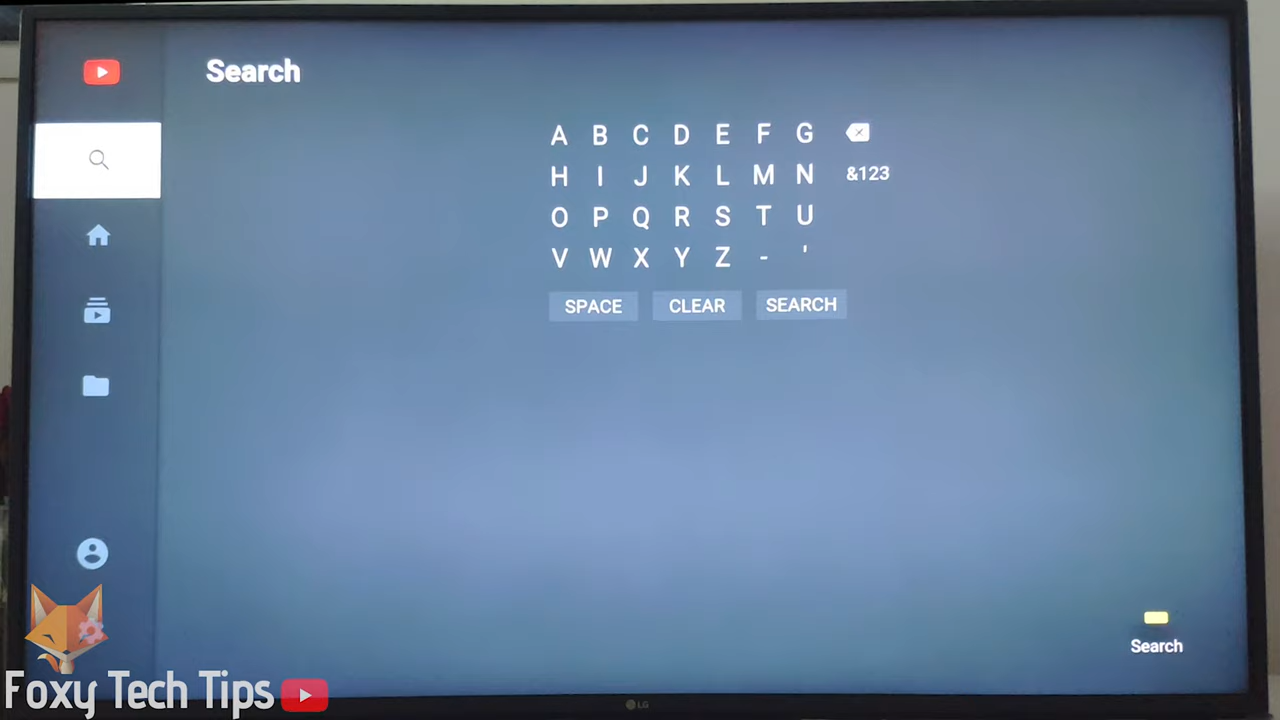 Search
A B C D E F G
H I J K L M N &123
O P Q R S T U
V W X Y Z - '
SPACE CLEAR SEARCH
Search
Foxy Tech Tips
LG